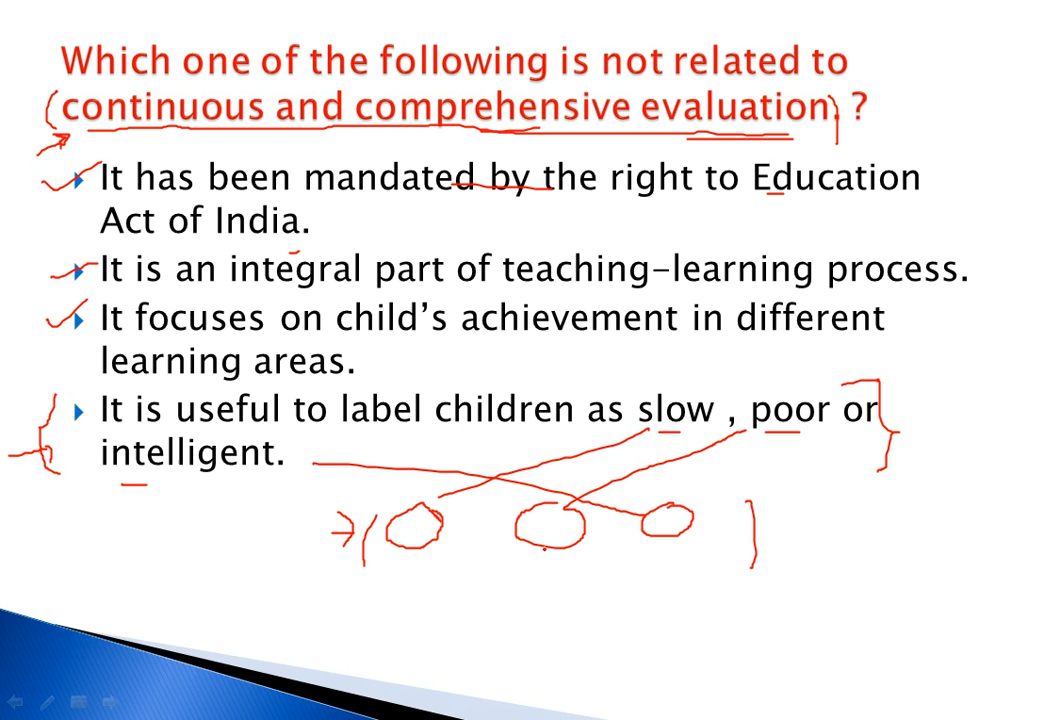 Which one of the following is not related to
continuous and comprehensive evaluation. ?
It has been mandated by the right to Education
Act of India.
It is an integral part of teaching-learning process.
It focuses on child's achievement in different
learning areas.
It is useful to label children as slow , poor or
intelligent.